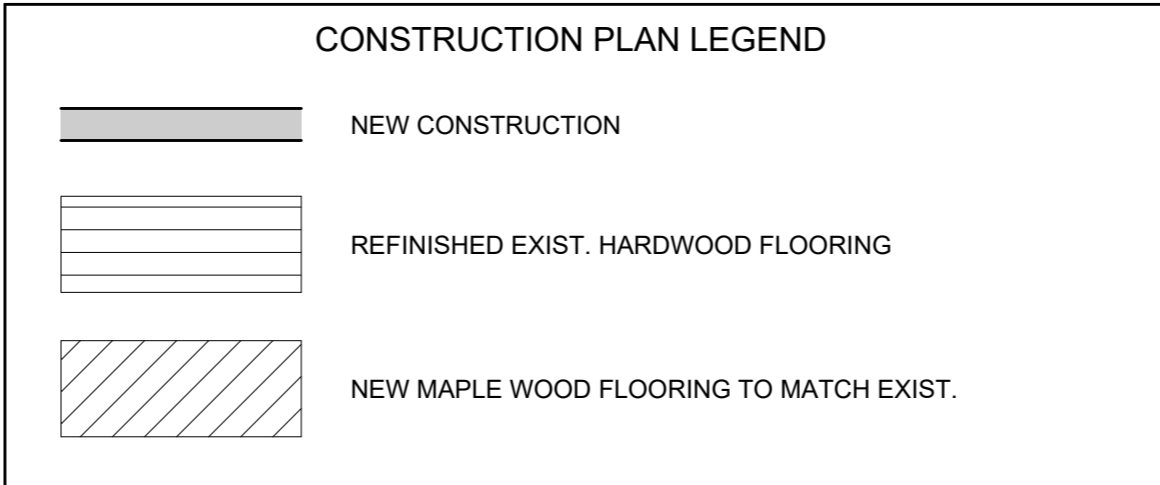 CONSTRUCTION PLAN LEGEND
NEW CONSTRUCTION
REFINISHED EXIST. HARDWOOD FLOORING
NEW MAPLE WOOD FLOORING TO MATCH EXIST.